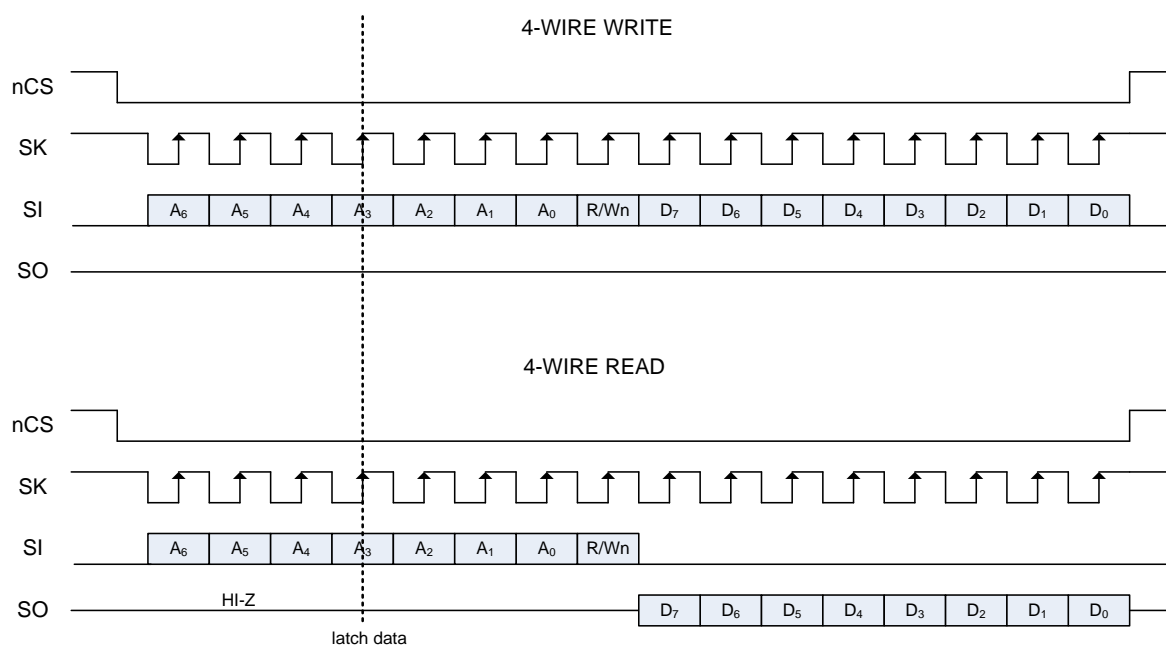 4-WIRE WRITE
nCS
SK
SI A₆ A₅ A₄ A₃ A₂ A₁ A₀ R/Wn D₇ D₆ D₅ D₄ D₃ D₂ D₁ D₀
SO
4-WIRE READ
nCS
SK
SI A₆ A₅ A₄ A₃ A₂ A₁ A₀ R/Wn
SO HI-Z D₇ D₆ D₅ D₄ D₃ D₂ D₁ D₀
latch data